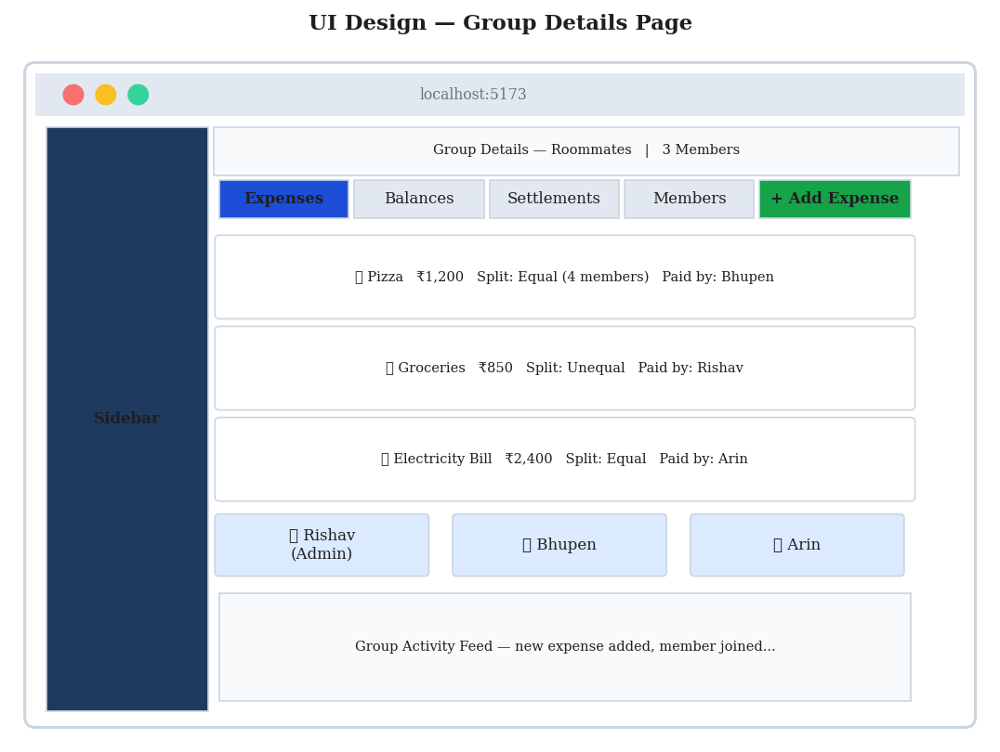 UI Design — Group Details Page
localhost:5173
Group Details — Roommates | 3 Members
Expenses
Balances
Settlements
Members
+ Add Expense
Sidebar
Pizza ₹1,200 Split: Equal (4 members) Paid by: Bhupen
Groceries ₹850 Split: Unequal Paid by: Rishav
Electricity Bill ₹2,400 Split: Equal Paid by: Arin
Rishav
(Admin)
Bhupen
Arin
Group Activity Feed — new expense added, member joined...